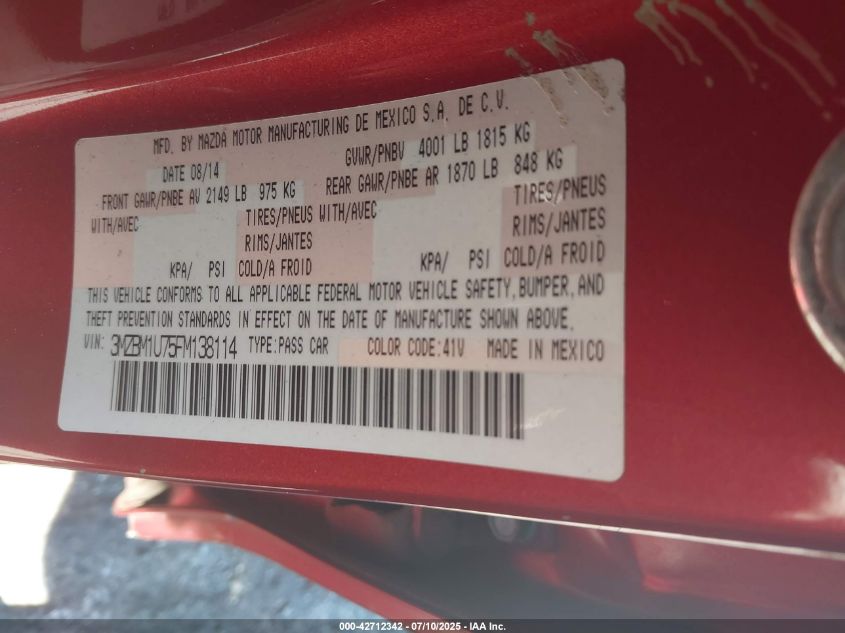 MFD. BY MAZDA MOTOR MANUFACTURING DE MEXICO S.A. DE C.V.
DATE 08/14 GVWR/PNBV 4001 LB 1815 KG
FRONT GAWR/PNBE AV 2149 LB 975 KG REAR GAWR/PNBE AR 1870 LB 848 KG
WITH/AVEC TIRES/PNEUS WITH/AVEC TIRES/PNEUS
RIMS/JANTES RIMS/JANTES
KPA/ PSI COLD/A FROID KPA/ PSI COLD/A FROID
THIS VEHICLE CONFORMS TO ALL APPLICABLE FEDERAL MOTOR VEHICLE SAFETY, BUMPER, AND
THEFT PREVENTION STANDARDS IN EFFECT ON THE DATE OF MANUFACTURE SHOWN ABOVE.
VIN: 3MZBM1U75FM138114 TYPE:PASS CAR COLOR CODE:41V MADE IN MEXICO
000-42712342 - 07/10/2025 - IAA Inc.